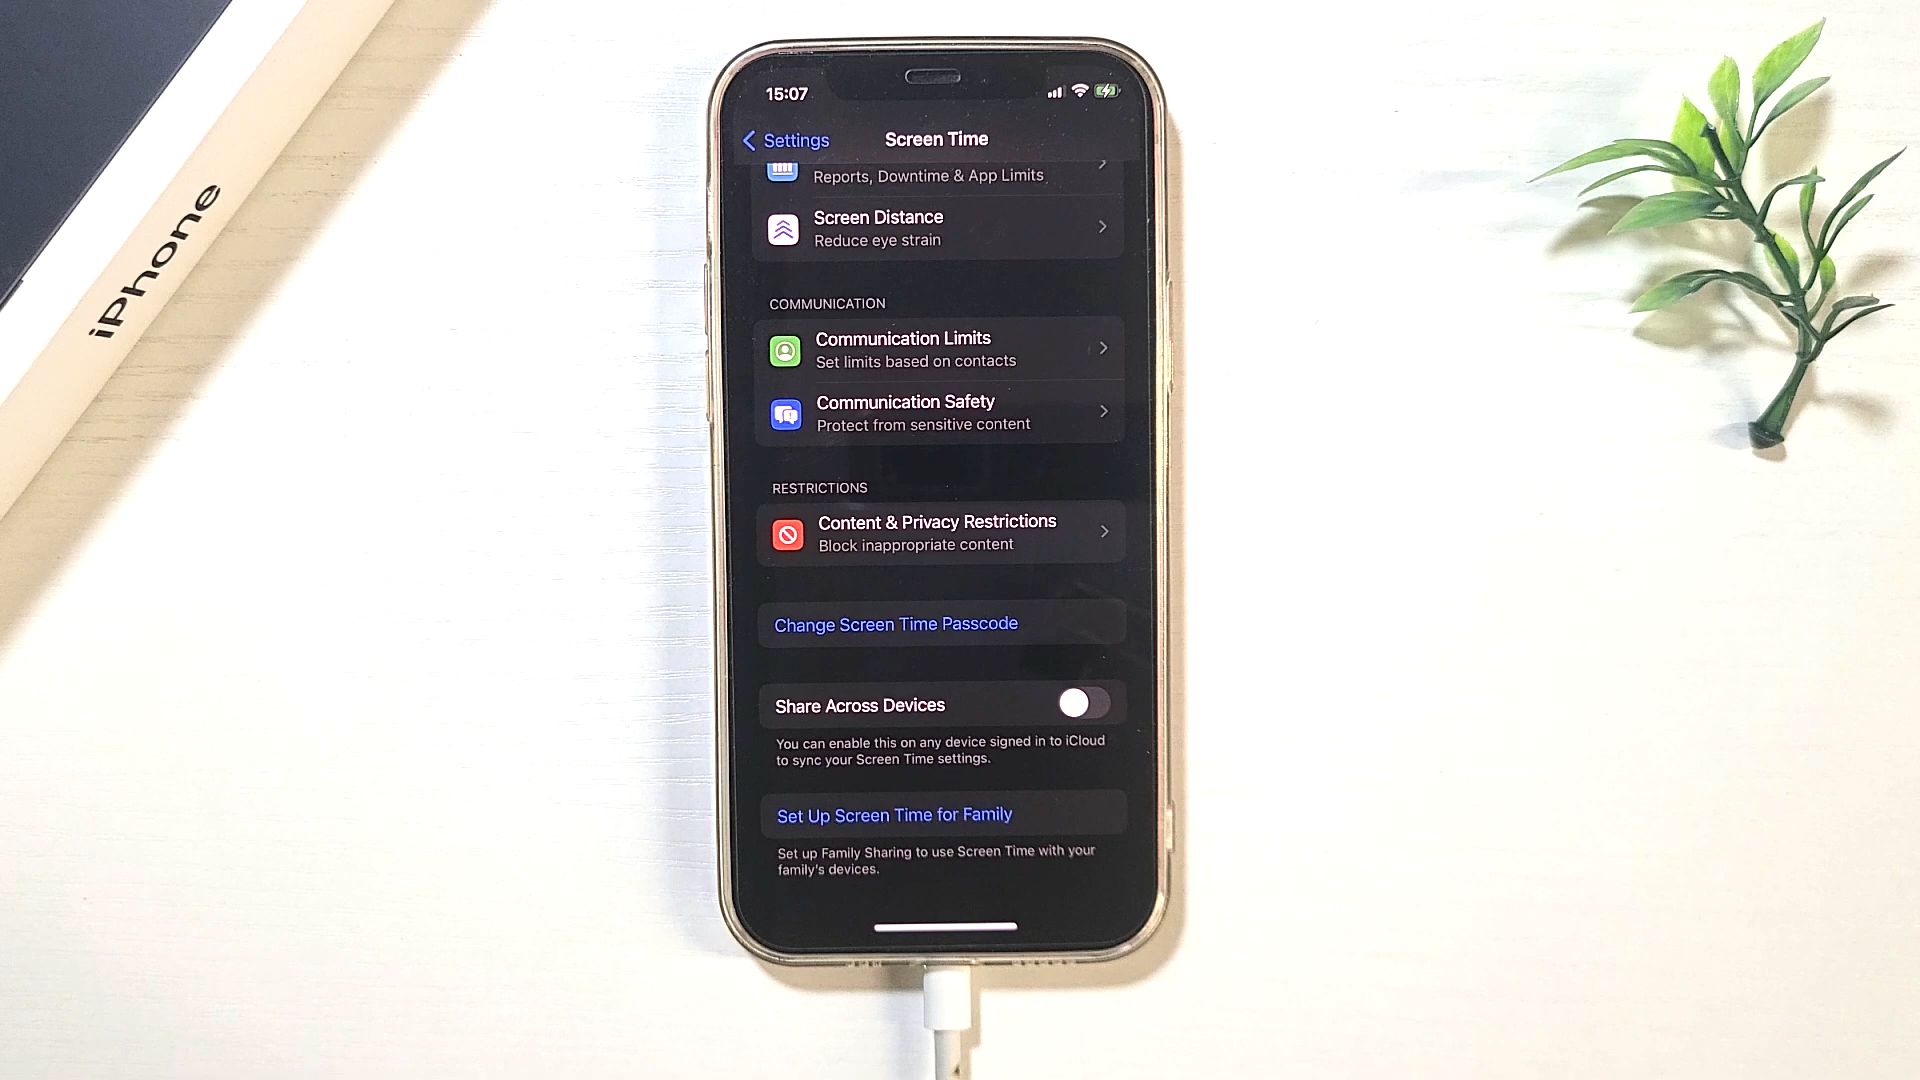 iPhone
15:07
Settings
Screen Time
Reports, Downtime & App Limits
Screen Distance
Reduce eye strain
COMMUNICATION
Communication Limits
Set limits based on contacts
Communication Safety
Protect from sensitive content
RESTRICTIONS
Content & Privacy Restrictions
Block inappropriate content
Change Screen Time Passcode
Share Across Devices
You can enable this on any device signed in to iCloud
to sync your Screen Time settings.
Set Up Screen Time for Family
Set up Family Sharing to use Screen Time with your
family's devices.